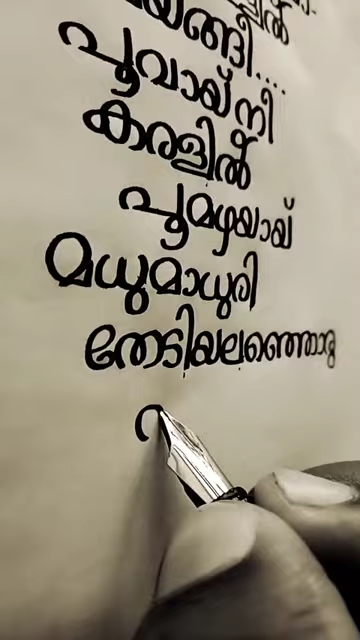 പൂവായ് നീ
കരളിൽ
പൂമഴയായ്
മധുമാധുരി
തേടിയലഞ്ഞൊരു